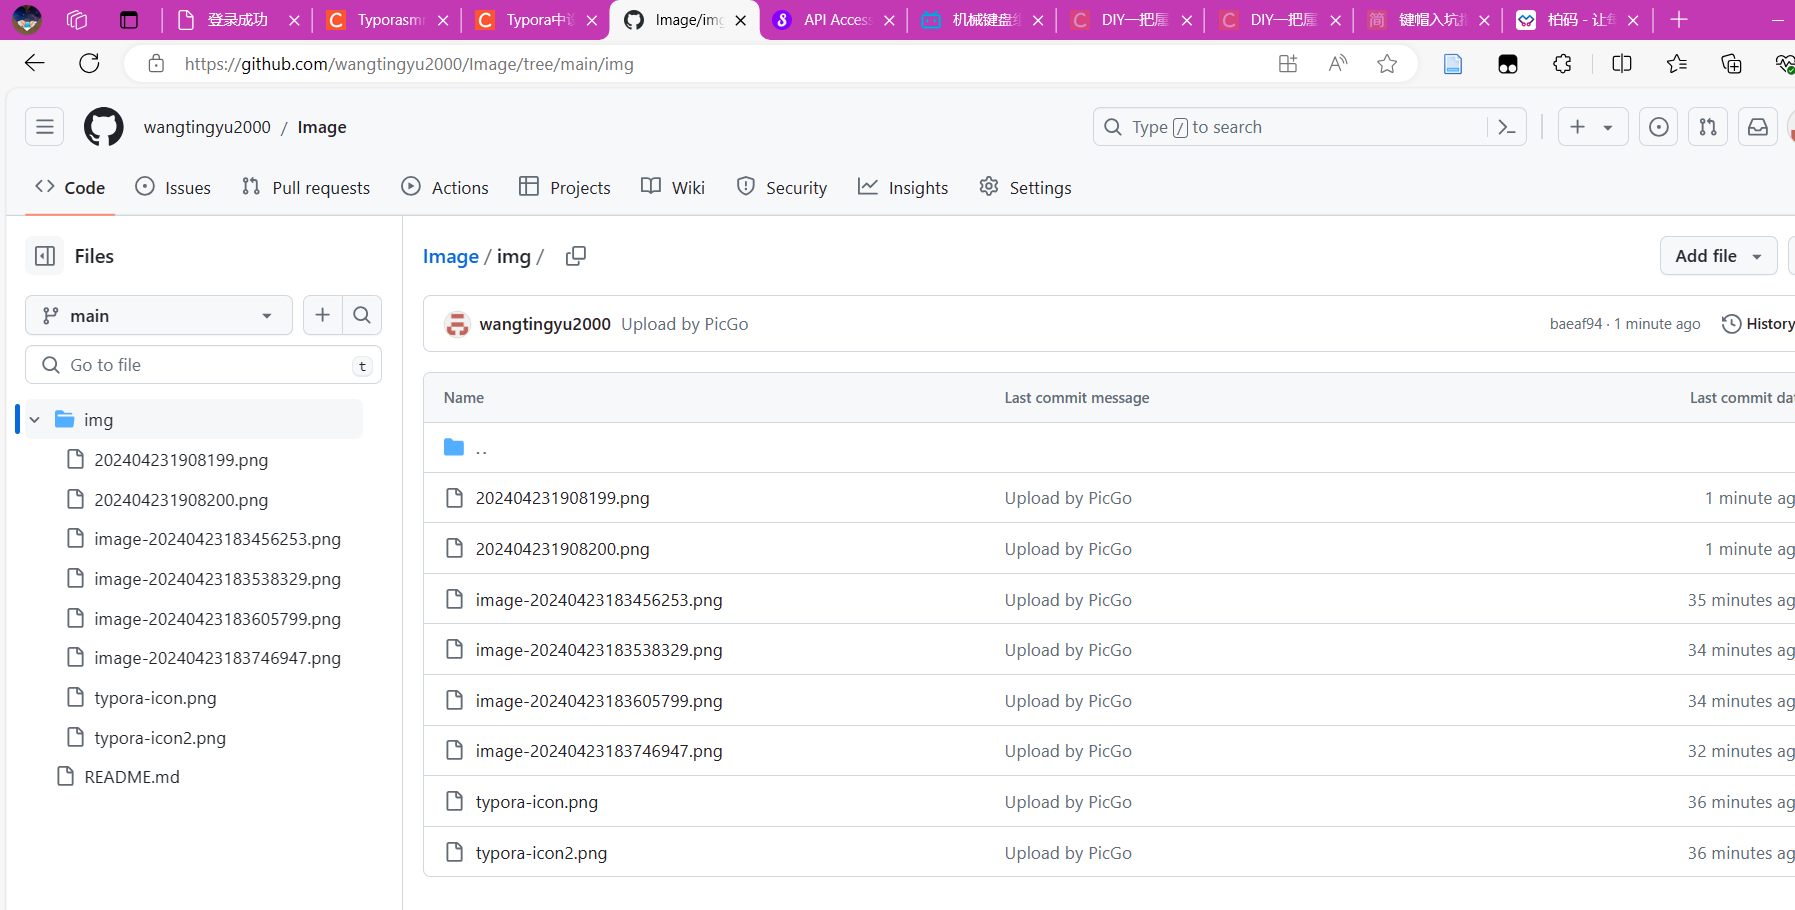 登录成功
Typorasm
Typora中设
Image/img
API Access
机械键盘组
DIY一把属
DIY一把属
键帽入坑指
柏码 - 让每
https://github.com/wangtingyu2000/Image/tree/main/img
wangtingyu2000 / Image
Type / to search
Code Issues Pull requests Actions Projects Wiki Security Insights Settings
Files
main
Go to file t
img
202404231908199.png
202404231908200.png
image-20240423183456253.png
image-20240423183538329.png
image-20240423183605799.png
image-20240423183746947.png
typora-icon.png
typora-icon2.png
README.md
Image / img /
Add file
wangtingyu2000 Upload by PicGo baeaf94 · 1 minute ago History
Name Last commit message Last commit dat
..
202404231908199.png Upload by PicGo 1 minute ag
202404231908200.png Upload by PicGo 1 minute ag
image-20240423183456253.png Upload by PicGo 35 minutes ag
image-20240423183538329.png Upload by PicGo 34 minutes ag
image-20240423183605799.png Upload by PicGo 34 minutes ag
image-20240423183746947.png Upload by PicGo 32 minutes ag
typora-icon.png Upload by PicGo 36 minutes ag
typora-icon2.png Upload by PicGo 36 minutes ag